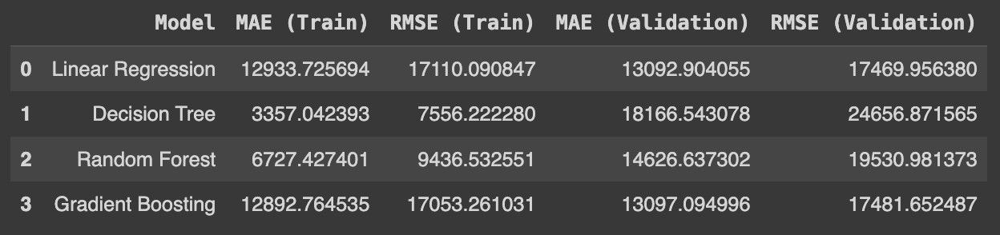 Model MAE (Train) RMSE (Train) MAE (Validation) RMSE (Validation)
0 Linear Regression 12933.725694 17110.090847 13092.904055 17469.956380
1 Decision Tree 3357.042393 7556.222280 18166.543078 24656.871565
2 Random Forest 6727.427401 9436.532551 14626.637302 19530.981373
3 Gradient Boosting 12892.764535 17053.261031 13097.094996 17481.652487